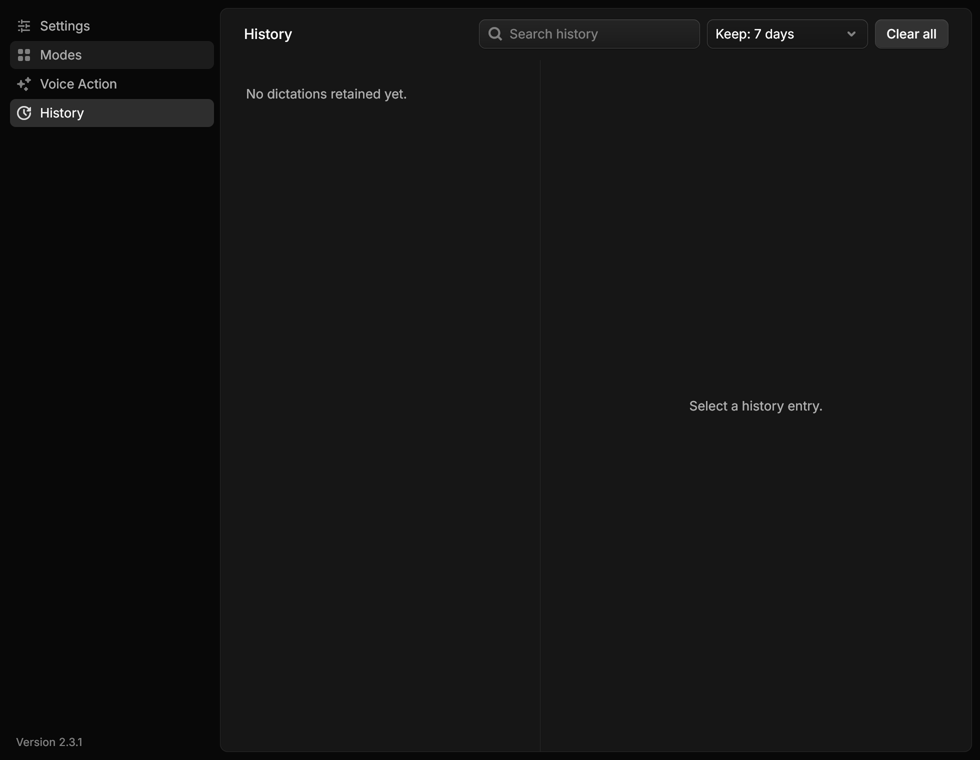 Settings
Modes
Voice Action
History
Version 2.3.1
History
Search history
Keep: 7 days
Clear all
No dictations retained yet.
Select a history entry.